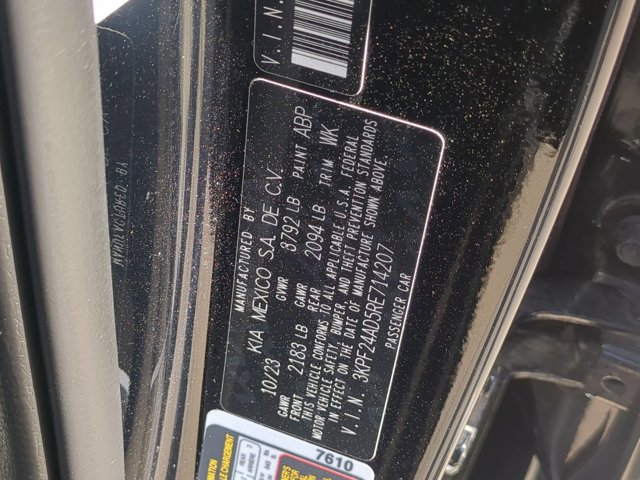 V.I.N.
MANUFACTURED BY
KIA MEXICO S.A. DE C.V.
10/23 GVWR 3792 LB PAINT ABP
GAWR FRONT 2183 LB GAWR REAR 2094 LB TRIM WK
THIS VEHICLE CONFORMS TO ALL APPLICABLE U.S.A. FEDERAL
MOTOR VEHICLE SAFETY, BUMPER, AND THEFT PREVENTION STANDARDS
IN EFFECT ON THE DATE OF MANUFACTURE SHOWN ABOVE.
V.I.N. 3KPF24AD5RE714207
PASSENGER CAR
7610